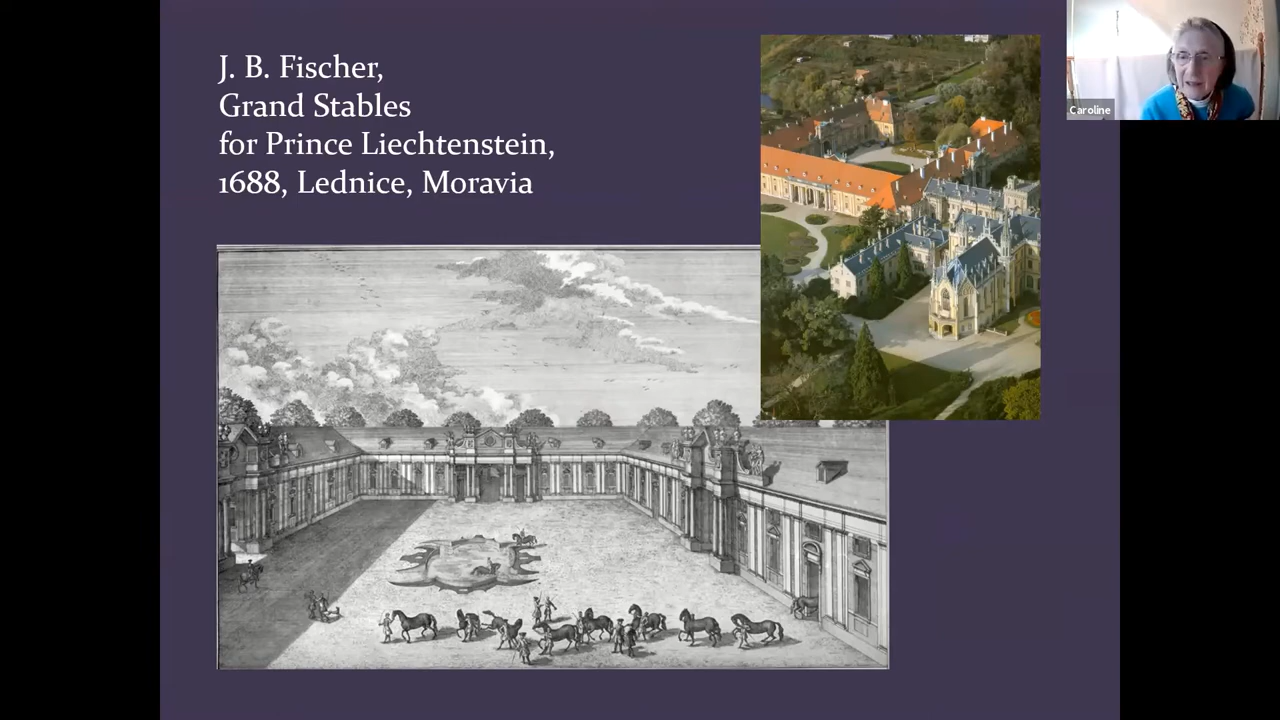 J. B. Fischer,
Grand Stables
for Prince Liechtenstein,
1688, Lednice, Moravia
Caroline